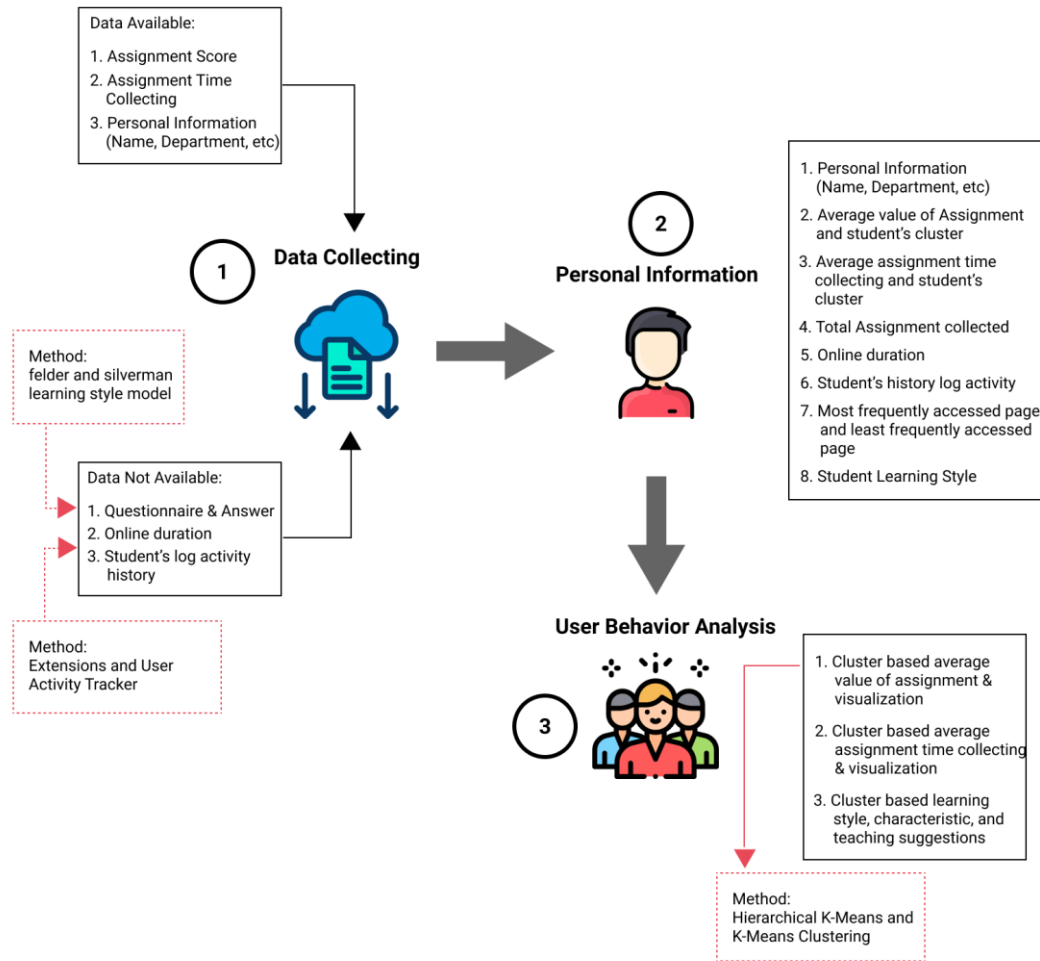 Data Available:
1. Assignment Score
2. Assignment Time
Collecting
3. Personal Information
(Name, Department, etc)
1
Data Collecting
2
Personal Information
1. Personal Information
(Name, Department, etc)
2. Average value of Assignment
and student's cluster
3. Average assignment time
collecting and student's
cluster
4. Total Assignment collected
5. Online duration
6. Student's history log activity
7. Most frequently accessed page
and least frequently accessed
page
8. Student Learning Style
Method:
felder and silverman
learning style model
Data Not Available:
1. Questionnaire & Answer
2. Online duration
3. Student's log activity
history
Method:
Extensions and User
Activity Tracker
User Behavior Analysis
3
1. Cluster based average
value of assignment &
visualization
2. Cluster based average
assignment time collecting
& visualization
3. Cluster based learning
style, characteristic, and
teaching suggestions
Method:
Hierarchical K-Means and
K-Means Clustering